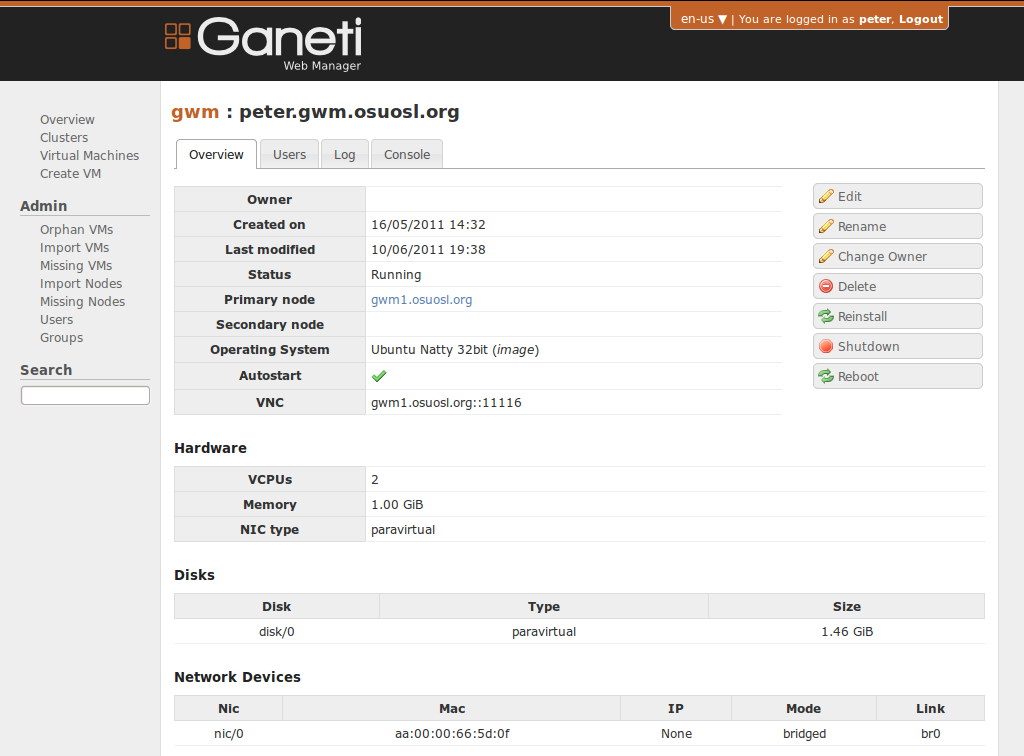 en-us ▼ | You are logged in as peter, Logout
Ganeti
Web Manager
gwm : peter.gwm.osuosl.org
Overview
Clusters
Virtual Machines
Create VM
Admin
Orphan VMs
Import VMs
Missing VMs
Import Nodes
Missing Nodes
Users
Groups
Search
Overview Users Log Console
Owner
Created on 16/05/2011 14:32
Last modified 10/06/2011 19:38
Status Running
Primary node gwm1.osuosl.org
Secondary node
Operating System Ubuntu Natty 32bit (image)
Autostart
VNC gwm1.osuosl.org::11116
Edit
Rename
Change Owner
Delete
Reinstall
Shutdown
Reboot
Hardware
VCPUs 2
Memory 1.00 GiB
NIC type paravirtual
Disks
Disk Type Size
disk/0 paravirtual 1.46 GiB
Network Devices
Nic Mac IP Mode Link
nic/0 aa:00:00:66:5d:0f None bridged br0